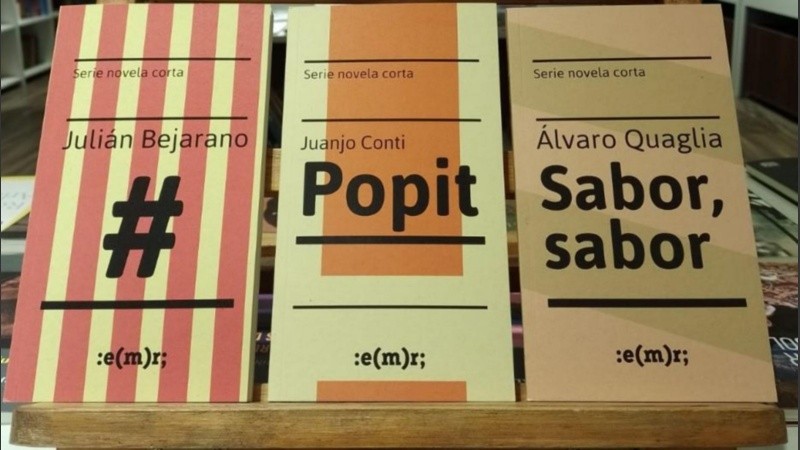 Serie novela corta
Julián Bejarano
#
:e(m)r;
Serie novela corta
Juanjo Conti
Popit
:e(m)r;
Serie novela corta
Álvaro Quaglia
Sabor,
sabor
:e(m)r;